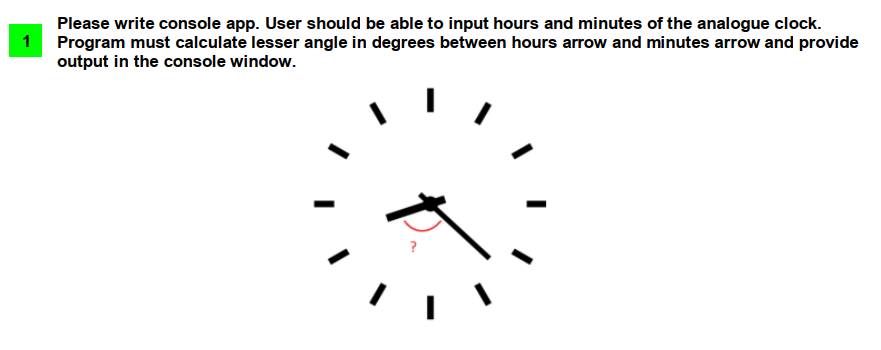 Please write console app. User should be able to input hours and minutes of the analogue clock.
1 Program must calculate lesser angle in degrees between hours arrow and minutes arrow and provide
output in the console window.
?